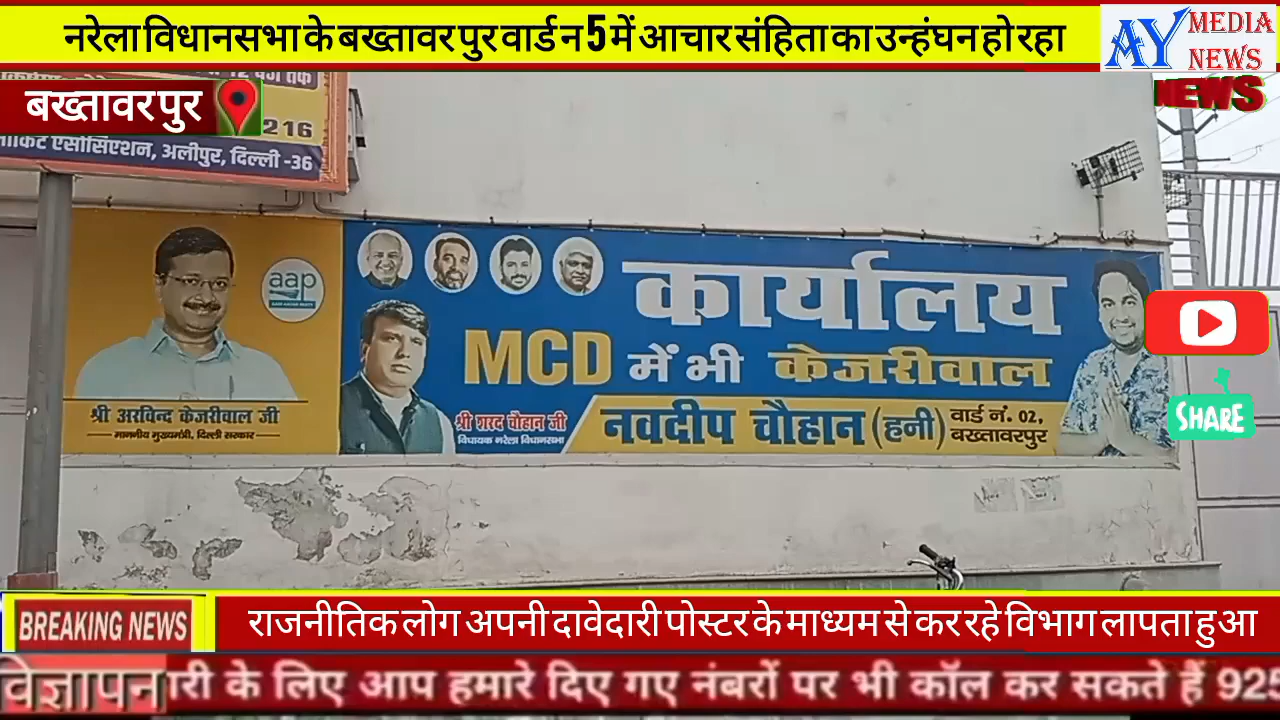 नरेला विधानसभा के बख्तावरपुर वार्ड न 5 में आचार संहिता का उन्हंघन हो रहा
AY MEDIA NEWS
NEWS
बख्तावरपुर
216
एसोसिएशन, अलीपुर, दिल्ली -36
aap
कार्यालय
MCD में भी केजरीवाल
श्री अरविन्द केजरीवाल जी
माननीय मुख्यमंत्री, दिल्ली सरकार
श्री शरद चौहान जी
विधायक नरेला विधानसभा
नवदीप चौहान (हनी) वार्ड नं. 02,
बख्तावरपुर
SHARE
BREAKING NEWS
राजनीतिक लोग अपनी दावेदारी पोस्टर के माध्यम से कर रहे विभाग लापता हुआ
विज्ञापन
री के लिए आप हमारे दिए गए नंबरों पर भी कॉल कर सकते हैं 925